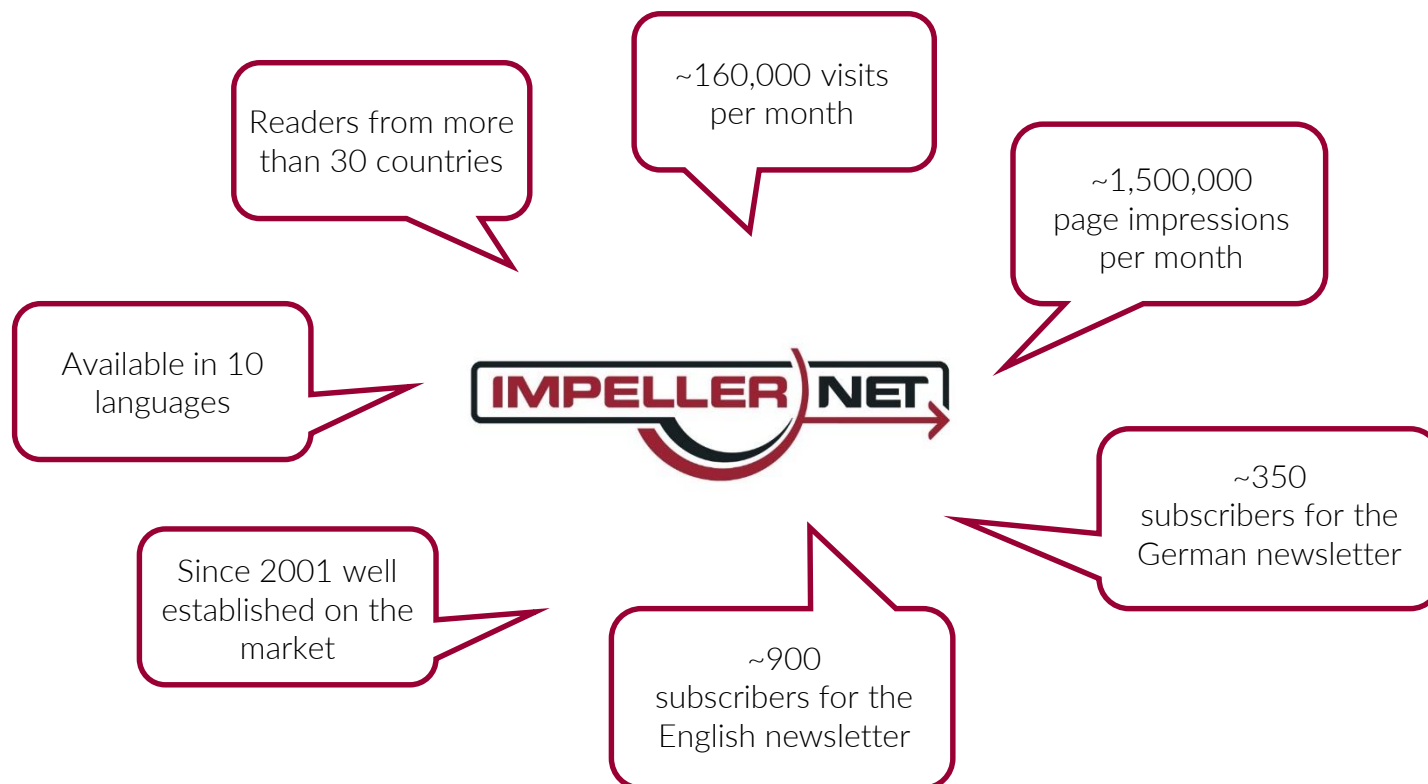 ~160,000 visits
per month
Readers from more
than 30 countries
~1,500,000
page impressions
per month
Available in 10
languages
IMPELLER NET
~350
subscribers for the
German newsletter
Since 2001 well
established on the
market
~900
subscribers for the
English newsletter